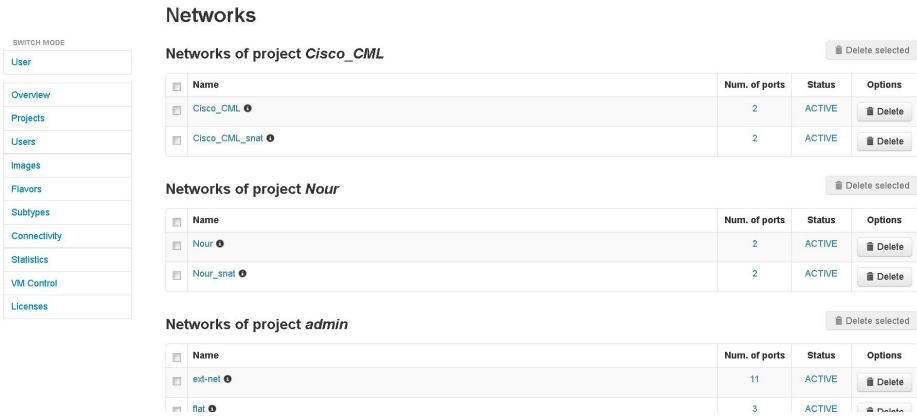 Networks
SWITCH MODE
User
Overview
Projects
Users
Images
Flavors
Subtypes
Connectivity
Statistics
VM Control
Licenses
Networks of project Cisco_CML
Delete selected
Name Num. of ports Status Options
Cisco_CML 2 ACTIVE Delete
Cisco_CML_snat 2 ACTIVE Delete
Networks of project Nour
Delete selected
Name Num. of ports Status Options
Nour 2 ACTIVE Delete
Nour_snat 2 ACTIVE Delete
Networks of project admin
Delete selected
Name Num. of ports Status Options
ext-net 11 ACTIVE Delete
flat 3 ACTIVE Delete